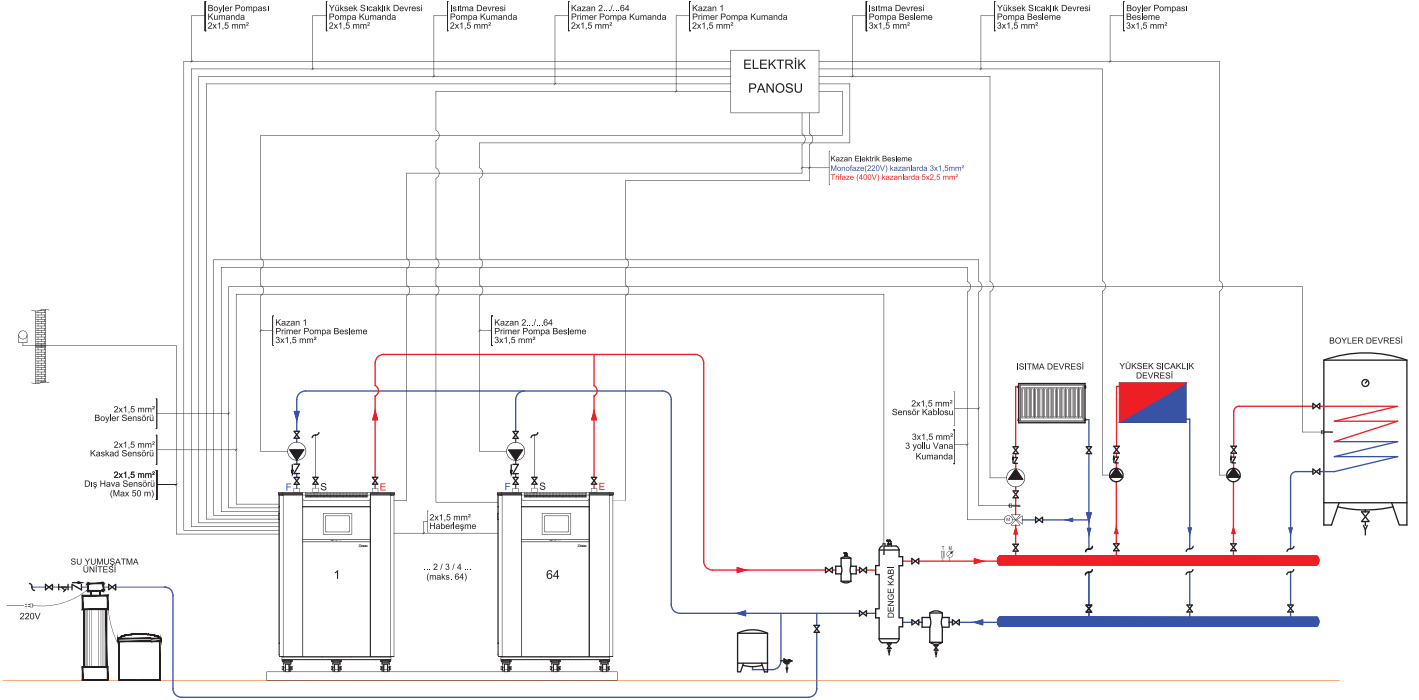 Boyler Pompası
Kumanda
2x1,5 mm²
Yüksek Sıcaklık Devresi
Pompa Kumanda
2x1,5 mm²
Isıtma Devresi
Pompa Kumanda
2x1,5 mm²
Kazan 2.../...64
Primer Pompa Kumanda
2x1,5 mm²
Kazan 1
Primer Pompa Kumanda
2x1,5 mm²
Isıtma Devresi
Pompa Besleme
3x1,5 mm²
Yüksek Sıcaklık Devresi
Pompa Besleme
3x1,5 mm²
Boyler Pompası
Besleme
3x1,5 mm²
ELEKTRİK
PANOSU
Kazan Elektrik Besleme
Monofaze(220V) kazanlarda 3x1,5mm²
Trifaze (400V) kazanlarda 5x2,5 mm²
Kazan 1
Primer Pompa Besleme
3x1,5 mm²
Kazan 2.../...64
Primer Pompa Besleme
3x1,5 mm²
BOYLER DEVRESİ
ISITMA DEVRESİ
YÜKSEK SICAKLIK
DEVRESİ
2x1,5 mm²
Boyler Sensörü
2x1,5 mm²
Kaskad Sensörü
2x1,5 mm²
Dış Hava Sensörü
(Max 50 m)
2x1,5 mm²
Sensör Kablosu
3x1,5 mm²
3 yollu Vana
Kumanda
F S E
F S E
2x1,5 mm²
Haberleşme
M
1
... 2 / 3 / 4 ...
(maks. 64)
64
DENGE KABI
SU YUMUŞATMA
ÜNİTESİ
220V